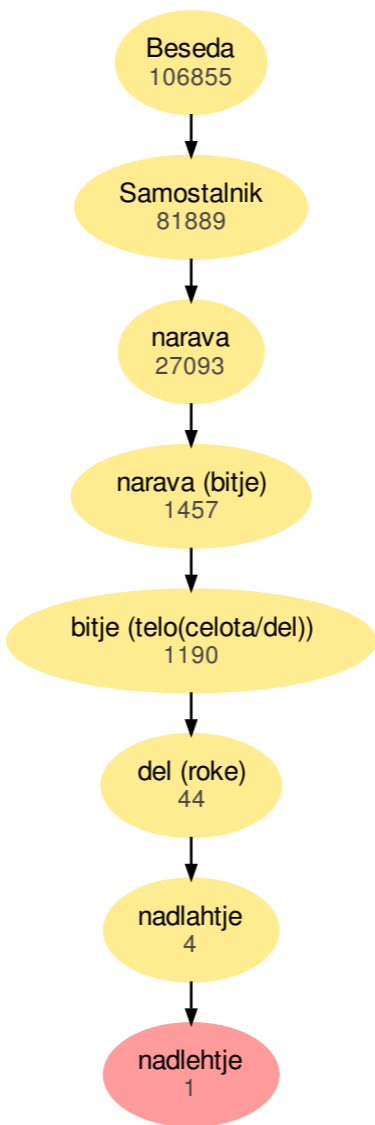 Beseda
106855
Samostalnik
81889
narava
27093
narava (bitje)
1457
bitje (telo(celota/del))
1190
del (roke)
44
nadlahtje
4
nadlehtje
1